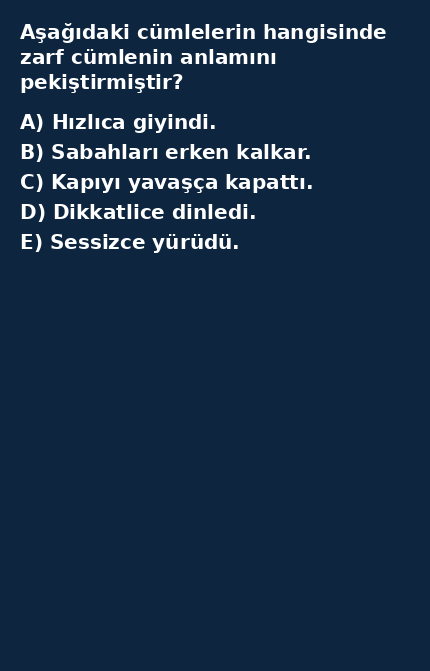 Aşağıdaki cümlelerin hangisinde
zarf cümlenin anlamını
pekiştirmiştir?
A) Hızlıca giyindi.
B) Sabahları erken kalkar.
C) Kapıyı yavaşça kapattı.
D) Dikkatlice dinledi.
E) Sessizce yürüdü.